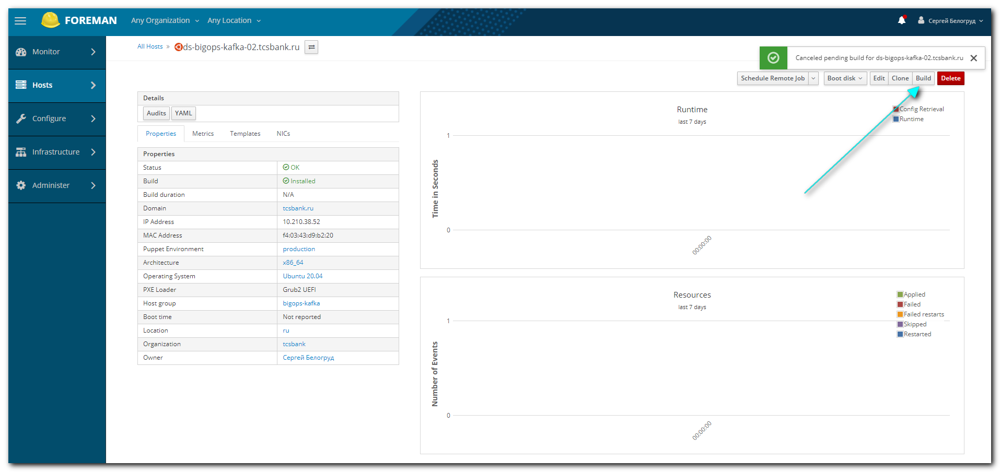 FOREMAN Any Organization Any Location Сергей Белогруд
Monitor
Hosts
Configure
Infrastructure
Administer
All Hosts » ds-bigops-kafka-02.tcsbank.ru
Canceled pending build for ds-bigops-kafka-02.tcsbank.ru
Schedule Remote Job Boot disk Edit Clone Build Delete
Details
Audits YAML
Properties Metrics Templates NICs
Properties
Status OK
Build Installed
Build duration N/A
Domain tcsbank.ru
IP Address 10.210.38.52
MAC Address f4:03:43:d9:b2:20
Puppet Environment production
Architecture x86_64
Operating System Ubuntu 20.04
PXE Loader Grub2 UEFI
Host group bigops-kafka
Boot time Not reported
Location ru
Organization tcsbank
Owner Сергей Белогруд
Runtime
last 7 days
Config Retrieval
Runtime
1
Time in Seconds
0
00:00:00
Resources
last 7 days
Applied
Failed
Failed restarts
Skipped
Restarted
1
Number of Events
0
00:00:00